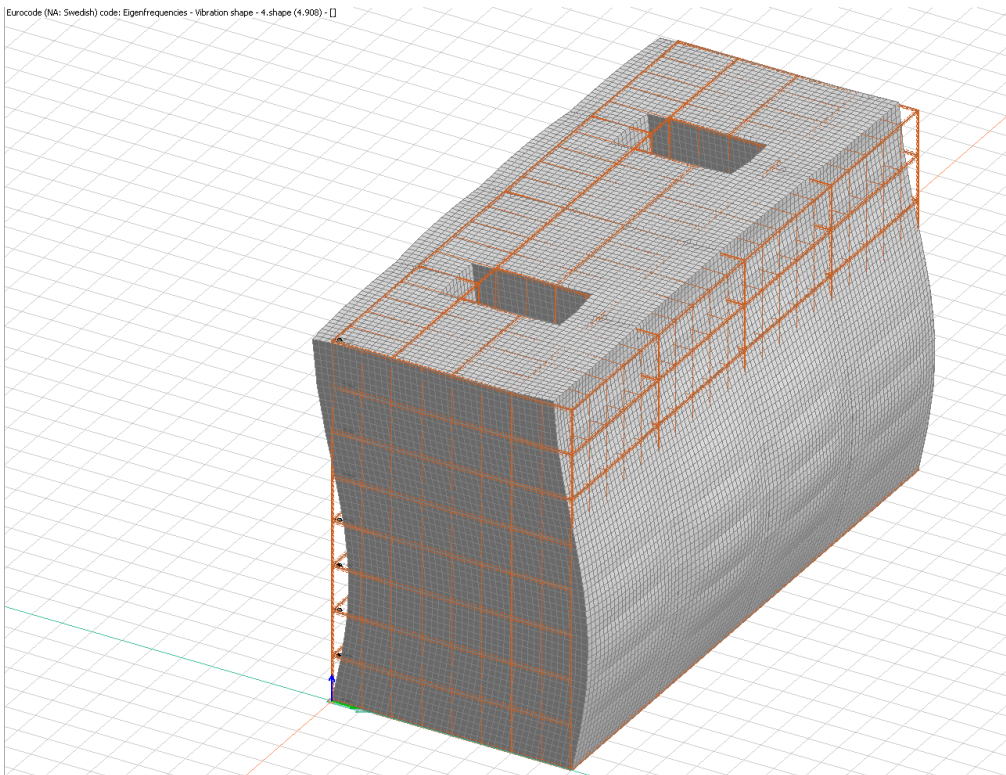 Eurocode (NA: Swedish) code: Eigenfrequencies - Vibration shape - 4.shape (4.908) - []